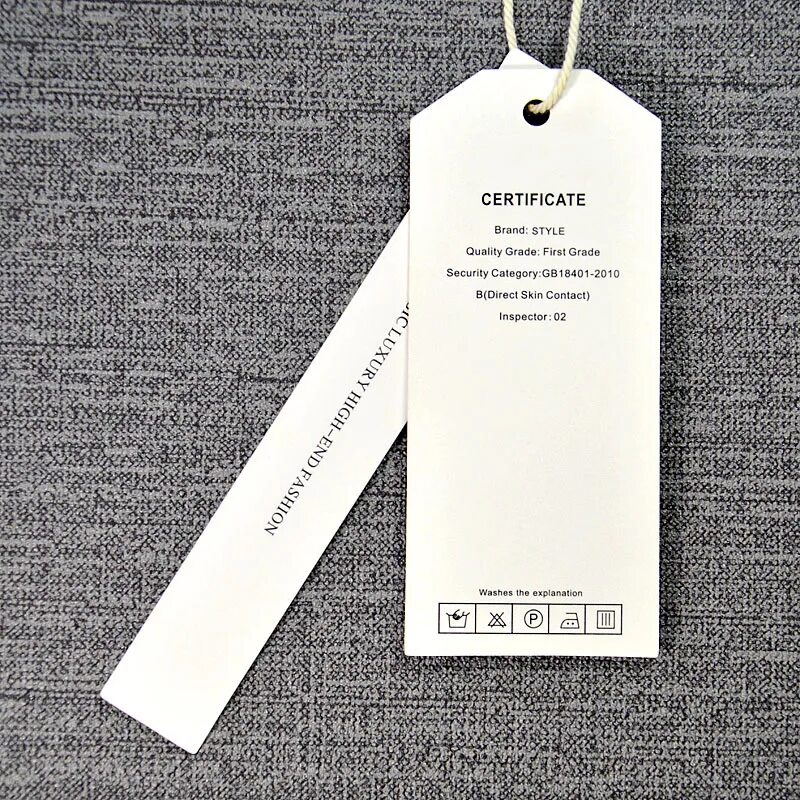 CERTIFICATE
Brand: STYLE
Quality Grade: First Grade
Security Category:GB18401-2010
B(Direct Skin Contact)
Inspector: 02
Washes the explanation
P
LUXURY HIGH-END FASHION